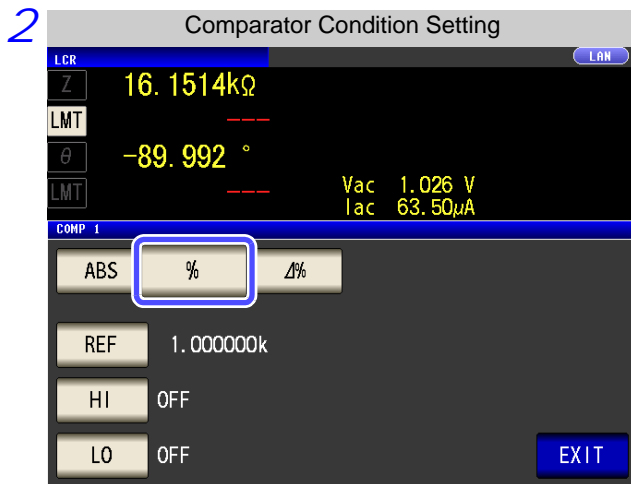 2 Comparator Condition Setting
LCR LAN
Z 16.1514kΩ
LMT ---
θ -89.992 °
LMT --- Vac 1.026 V
Iac 63.50μA
COMP 1
ABS % Δ%
REF 1.000000k
HI OFF
LO OFF EXIT